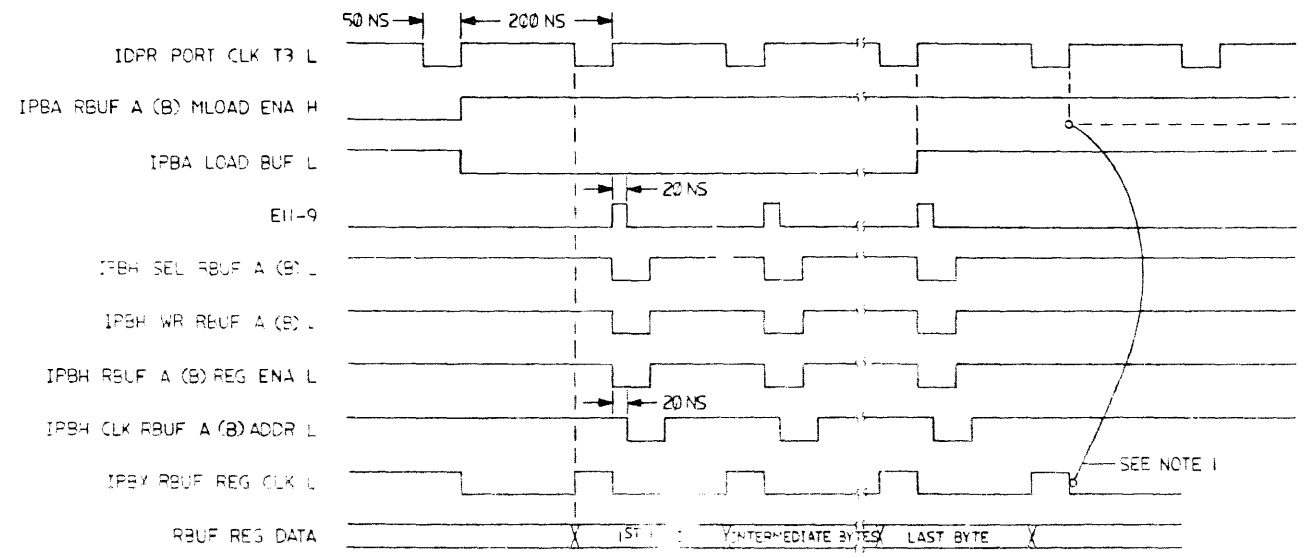 50 NS 200 NS
IDPR PORT CLK T3 L
IPBA RBUF A (B) MLOAD ENA H
IPBA LOAD BUF L
20 NS
E11-9
IPBH SEL RBUF A (B) L
IPBH WR RBUF A (B) L
IPBH RBUF A (B) REG ENA L
20 NS
IPBH CLK RBUF A (B) ADDR L
IPBY RBUF REG CLK L
SEE NOTE 1
RBUF REG DATA 1ST INTERMEDIATE BYTES LAST BYTE